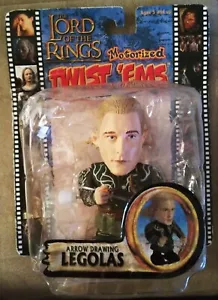 THE
LORD OF THE RINGS
Motorized
TWIST 'EMS
ARROW DRAWING
LEGOLAS